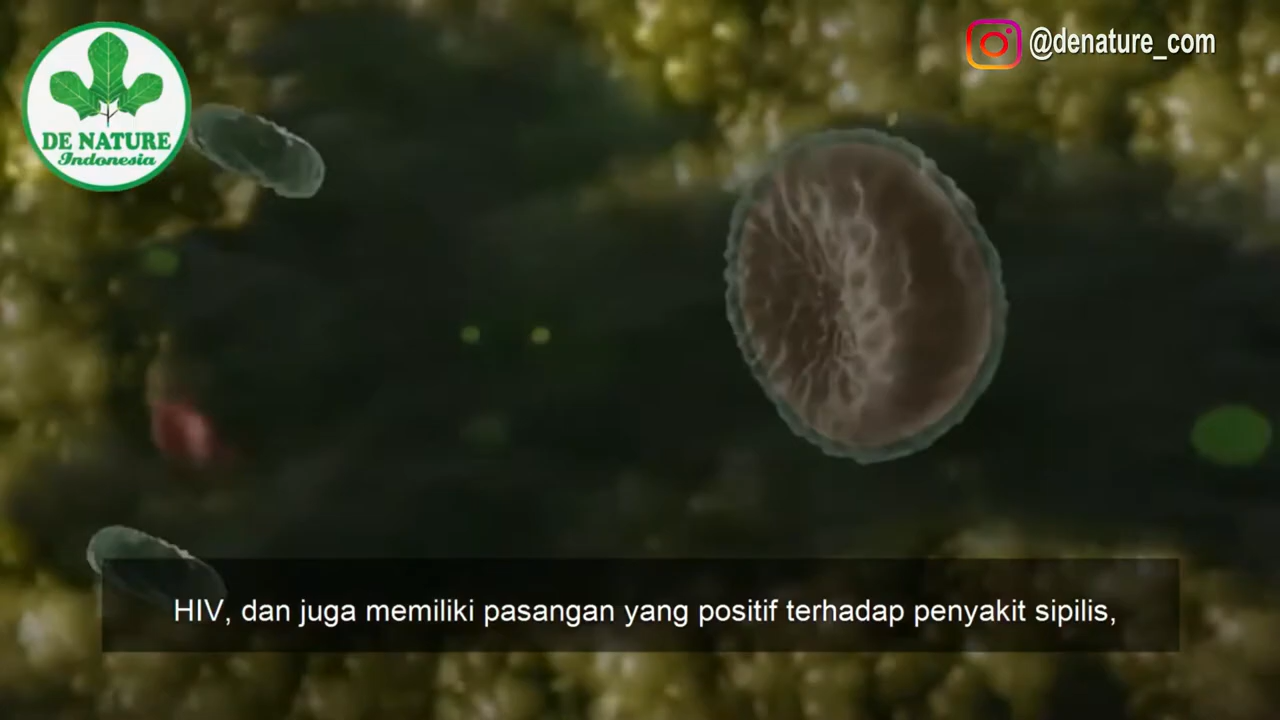 @denature_com
DE NATURE
Indonesia
HIV, dan juga memiliki pasangan yang positif terhadap penyakit sipilis,